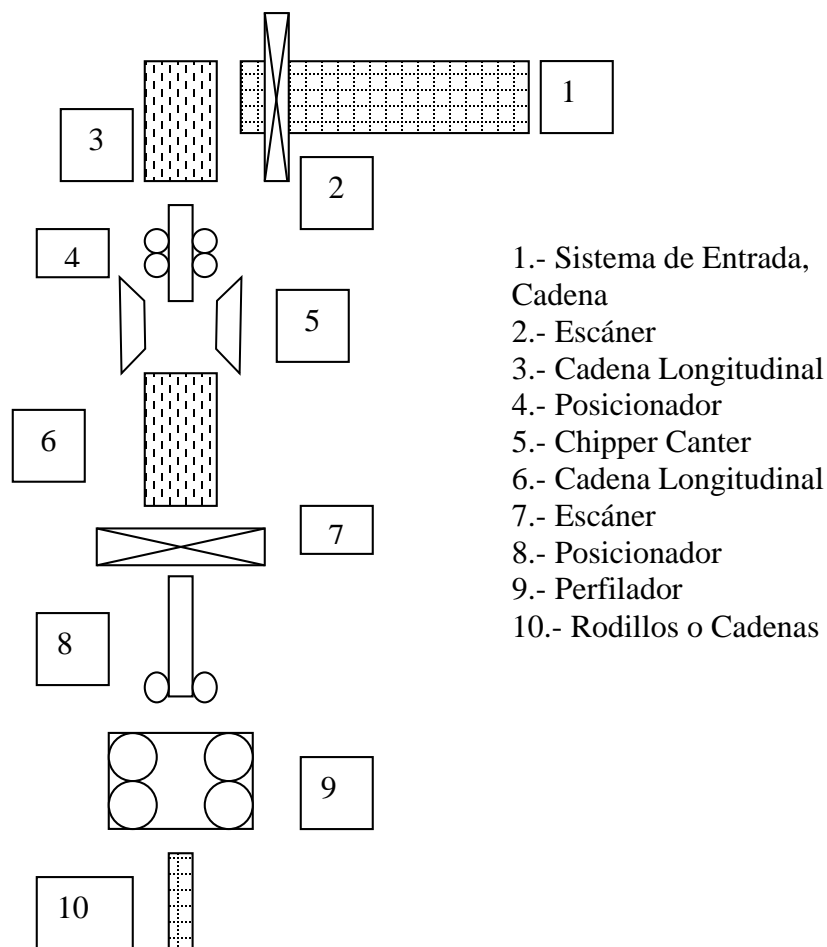 1
3
2
4
5
6
7
8
9
10
1.- Sistema de Entrada,
Cadena
2.- Escáner
3.- Cadena Longitudinal
4.- Posicionador
5.- Chipper Canter
6.- Cadena Longitudinal
7.- Escáner
8.- Posicionador
9.- Perfilador
10.- Rodillos o Cadenas